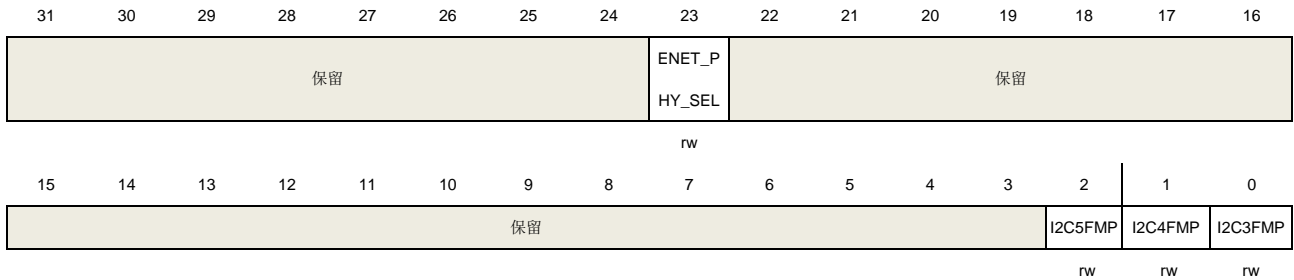 31 30 29 28 27 26 25 24 23 22 21 20 19 18 17 16
保留 ENET_P HY_SEL 保留
rw
15 14 13 12 11 10 9 8 7 6 5 4 3 2 1 0
保留 I2C5FMP I2C4FMP I2C3FMP
rw rw rw